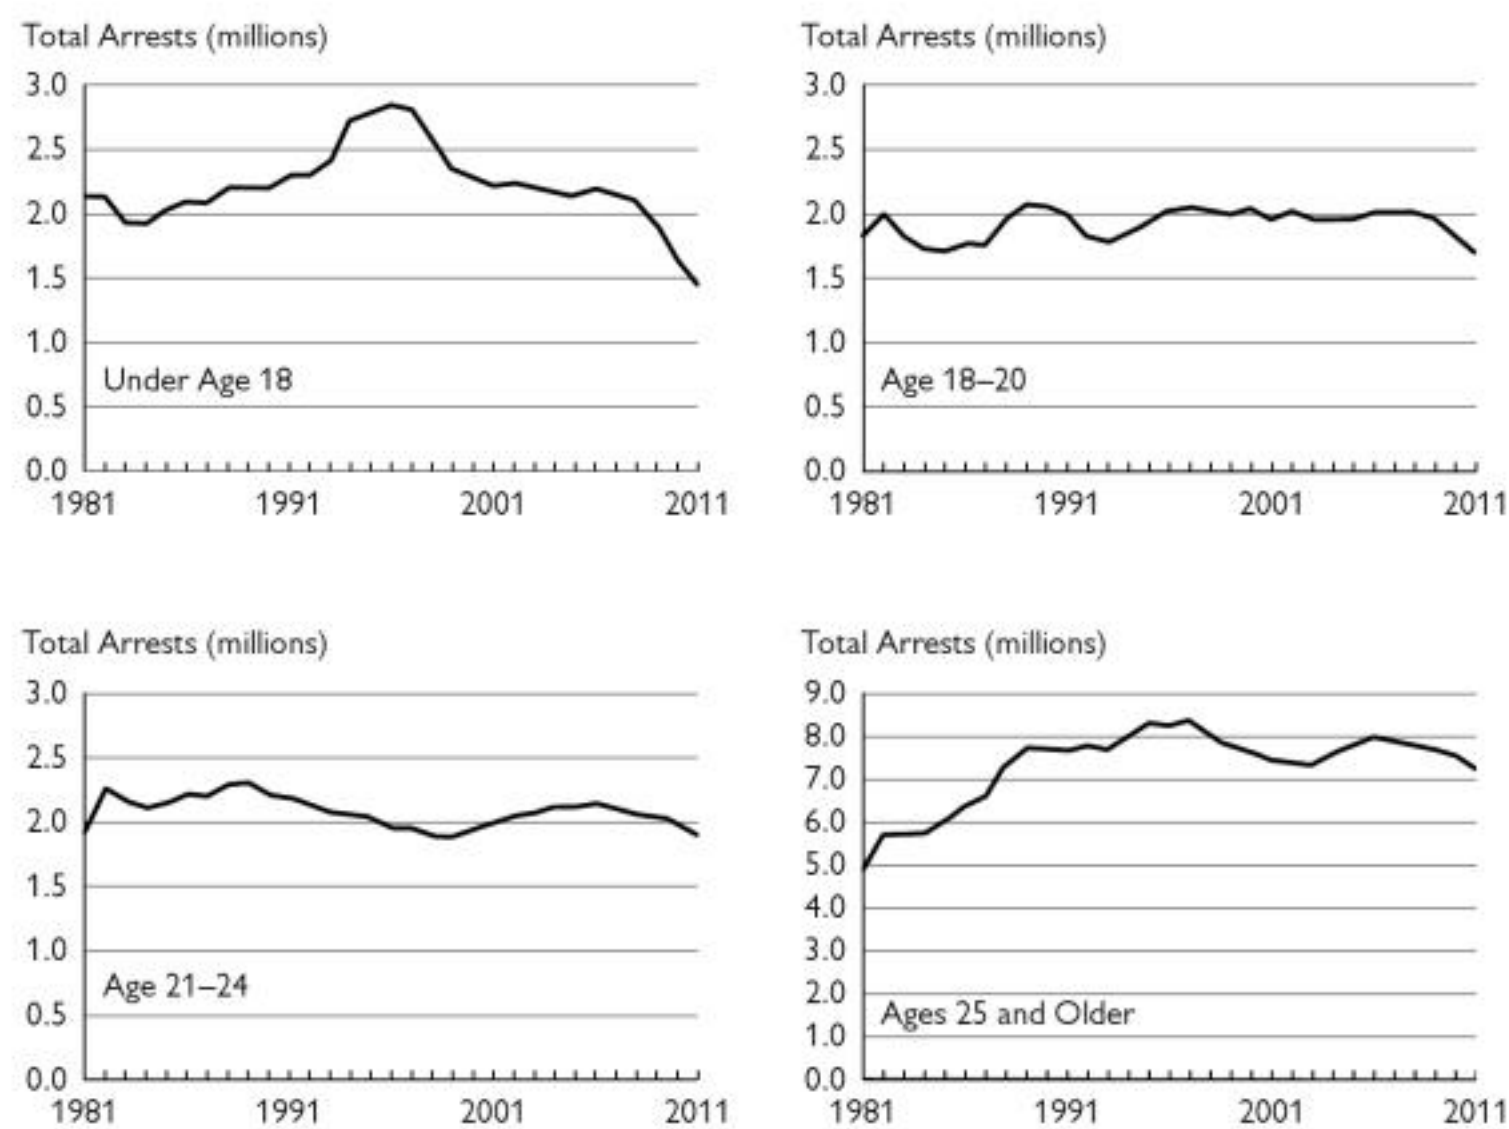 Total Arrests (millions)
3.0
2.5
2.0
1.5
1.0
Under Age 18
0.5
0.0
1981 1991 2001 2011
Total Arrests (millions)
3.0
2.5
2.0
1.5
1.0
Age 18–20
0.5
0.0
1981 1991 2001 2011
Total Arrests (millions)
3.0
2.5
2.0
1.5
1.0
Age 21–24
0.5
0.0
1981 1991 2001 2011
Total Arrests (millions)
9.0
8.0
7.0
6.0
5.0
4.0
3.0
2.0
Ages 25 and Older
1.0
0.0
1981 1991 2001 2011